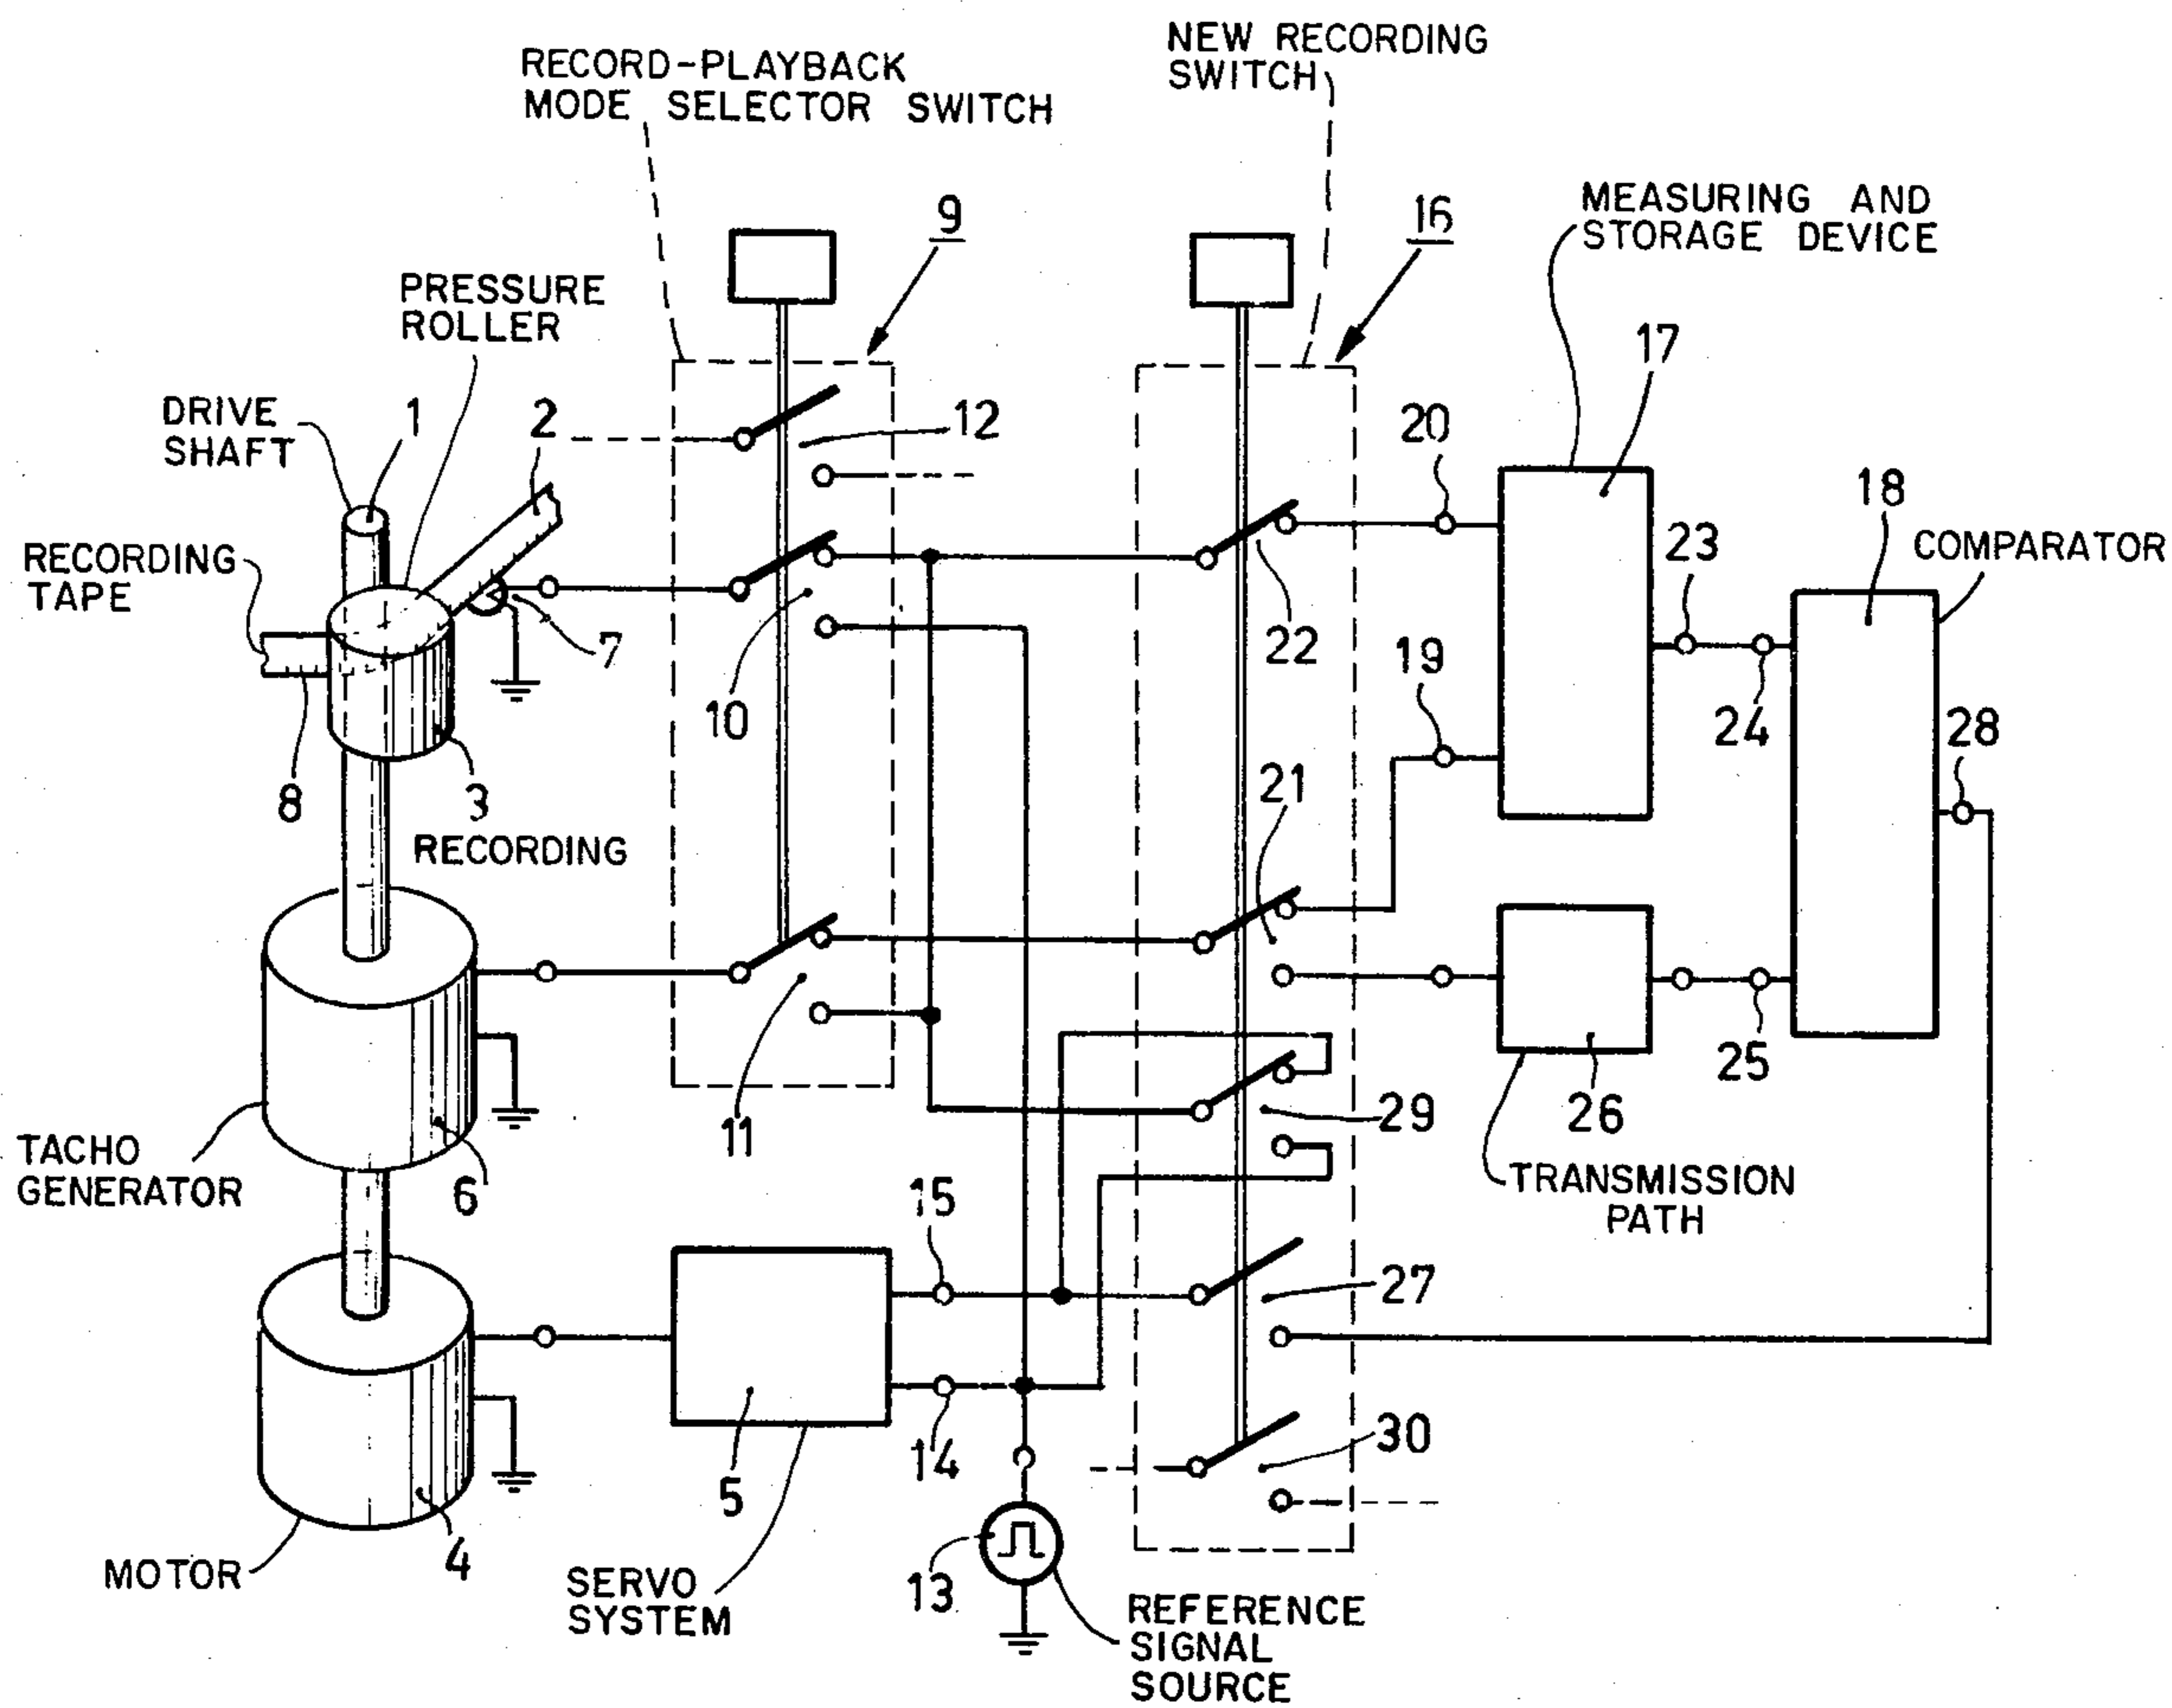 NEW RECORDING
SWITCH
RECORD-PLAYBACK
MODE SELECTOR SWITCH
MEASURING AND
STORAGE DEVICE
9
16
PRESSURE
ROLLER
17
DRIVE
SHAFT
1
2
12
20
18
COMPARATOR
RECORDING
TAPE
23
7
22
19
10
24
28
8
3
21
RECORDING
11
29
25
26
TACHO
GENERATOR
6
15
TRANSMISSION
PATH
27
5
14
30
4
MOTOR
SERVO
SYSTEM
13
REFERENCE
SIGNAL
SOURCE